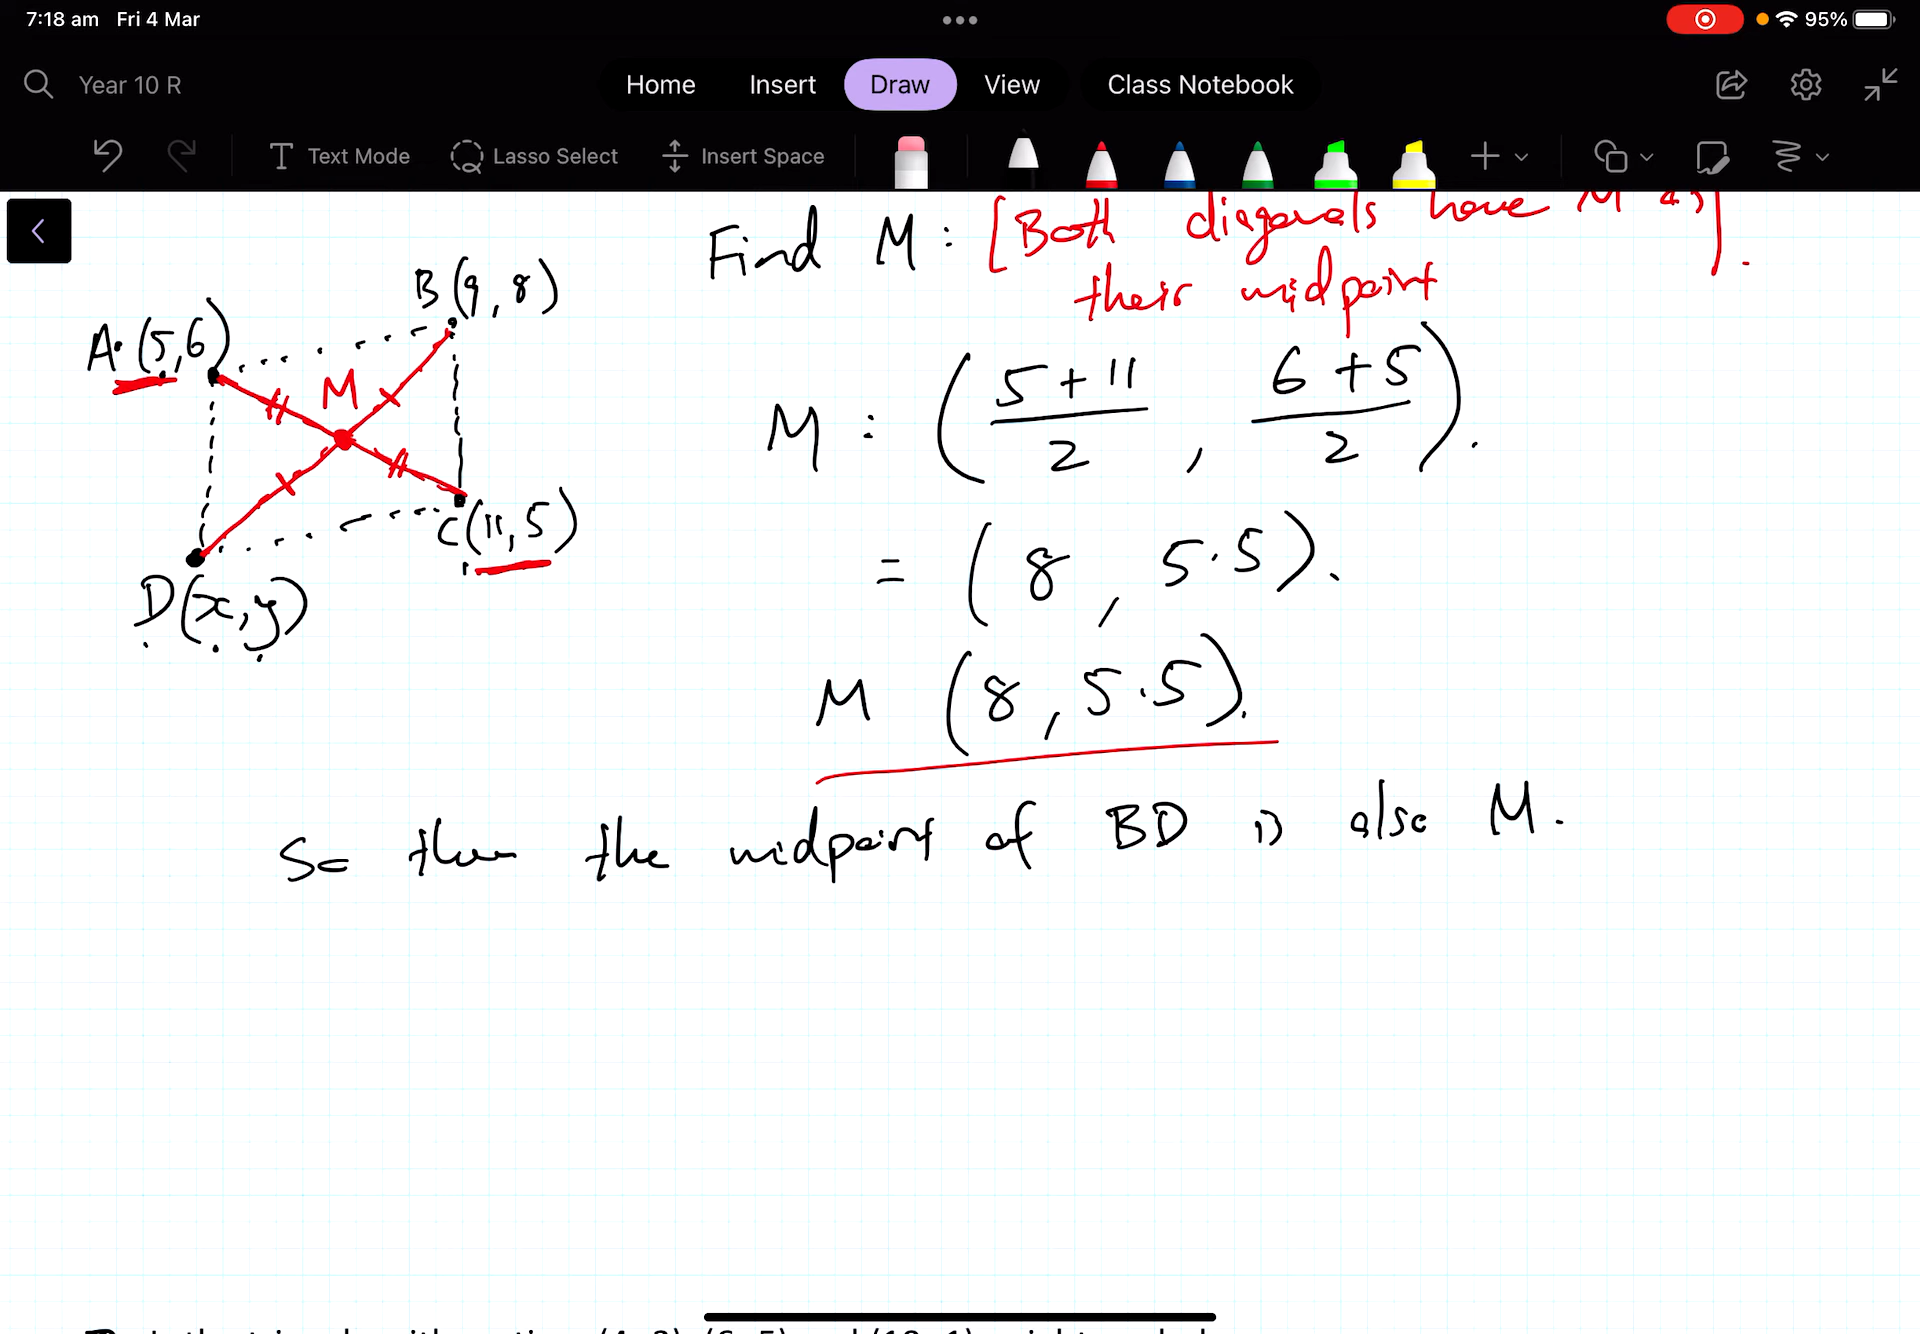 7:18 am Fri 4 Mar
95%
Year 10 R
Home Insert Draw View Class Notebook
Text Mode Lasso Select Insert Space
Find M: [Both diagonals have M as
their midpoint].
B(9,8)
A(5,6)
M
C(11,5)
D(x,y)
M: (5+11/2, 6+5/2).
= (8, 5.5).
M (8, 5.5).
So then the midpoint of BD is also M.